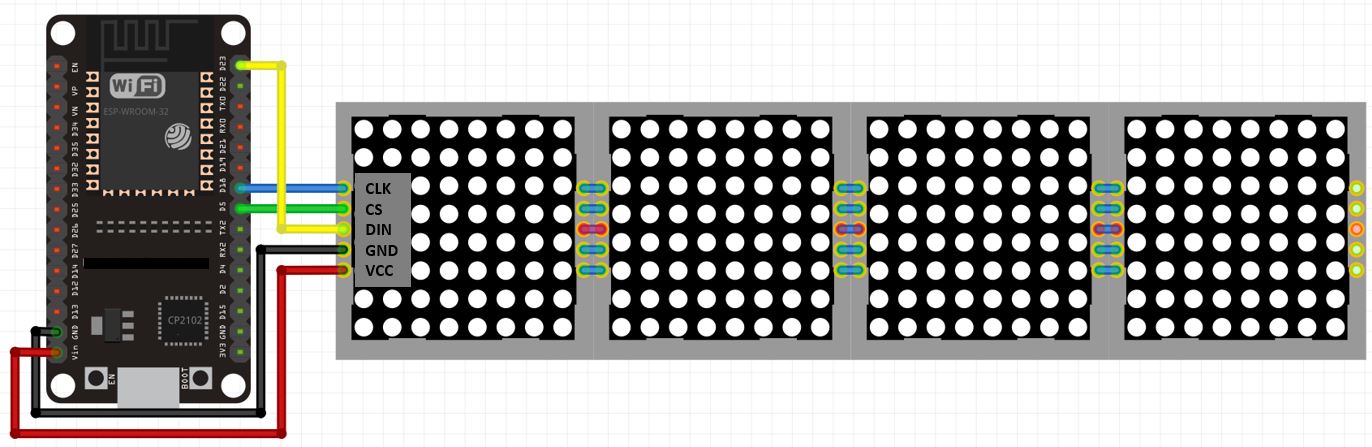 EN
VP
VN
D34
D35
D32
D33
D25
D26
D27
D14
D12
D13
GND
Vin
WiFi
ESP-WROOM-32
CP2102
EN
BOOT
D23
D22
TX0
RX0
D21
D19
D18
D5
TX2
RX2
D4
D2
D15
GND
3V3
CLK
CS
DIN
GND
VCC